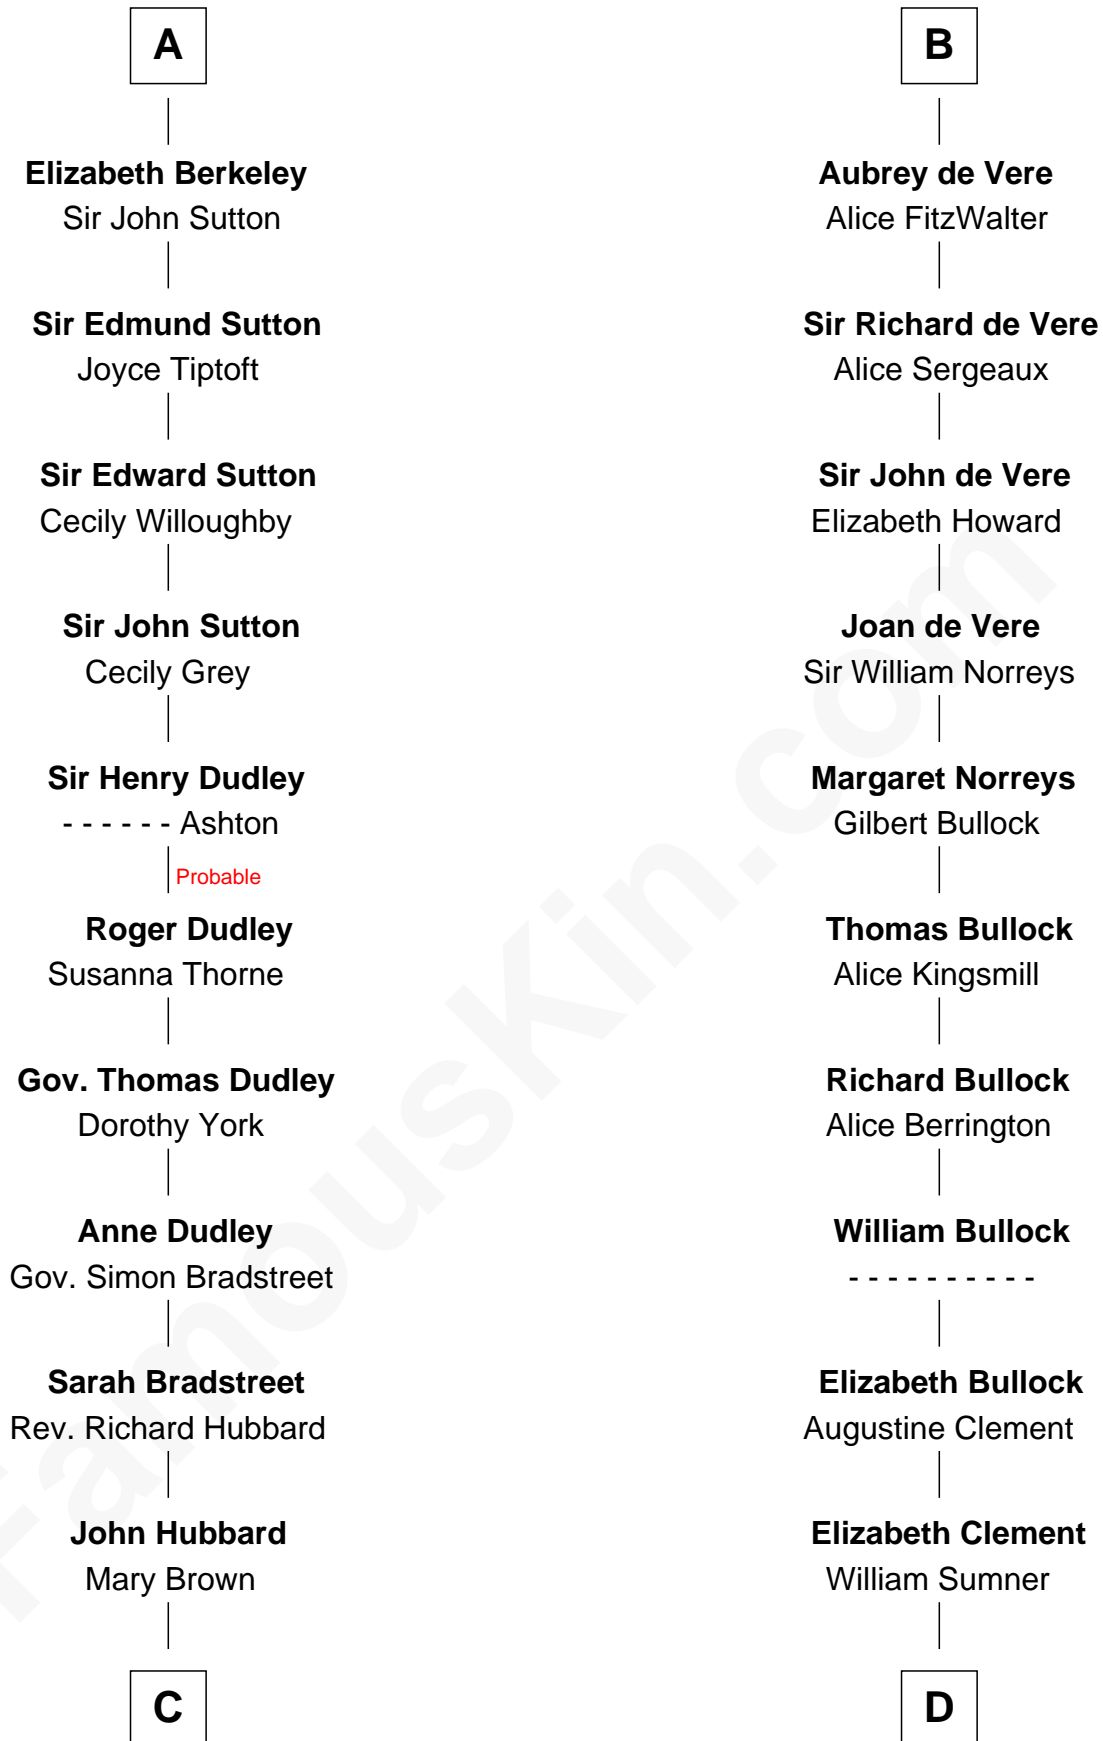 A
Elizabeth Berkeley
Sir John Sutton
Sir Edmund Sutton
Joyce Tiptoft
Sir Edward Sutton
Cecily Willoughby
Sir John Sutton
Cecily Grey
Sir Henry Dudley
- - - - - - Ashton
Probable
Roger Dudley
Susanna Thorne
Gov. Thomas Dudley
Dorothy York
Anne Dudley
Gov. Simon Bradstreet
Sarah Bradstreet
Rev. Richard Hubbard
John Hubbard
Mary Brown
C
B
Aubrey de Vere
Alice FitzWalter
Sir Richard de Vere
Alice Sergeaux
Sir John de Vere
Elizabeth Howard
Joan de Vere
Sir William Norreys
Margaret Norreys
Gilbert Bullock
Thomas Bullock
Alice Kingsmill
Richard Bullock
Alice Berrington
William Bullock
- - - - - - - - - -
Elizabeth Bullock
Augustine Clement
Elizabeth Clement
William Sumner
D
FamousKin.com